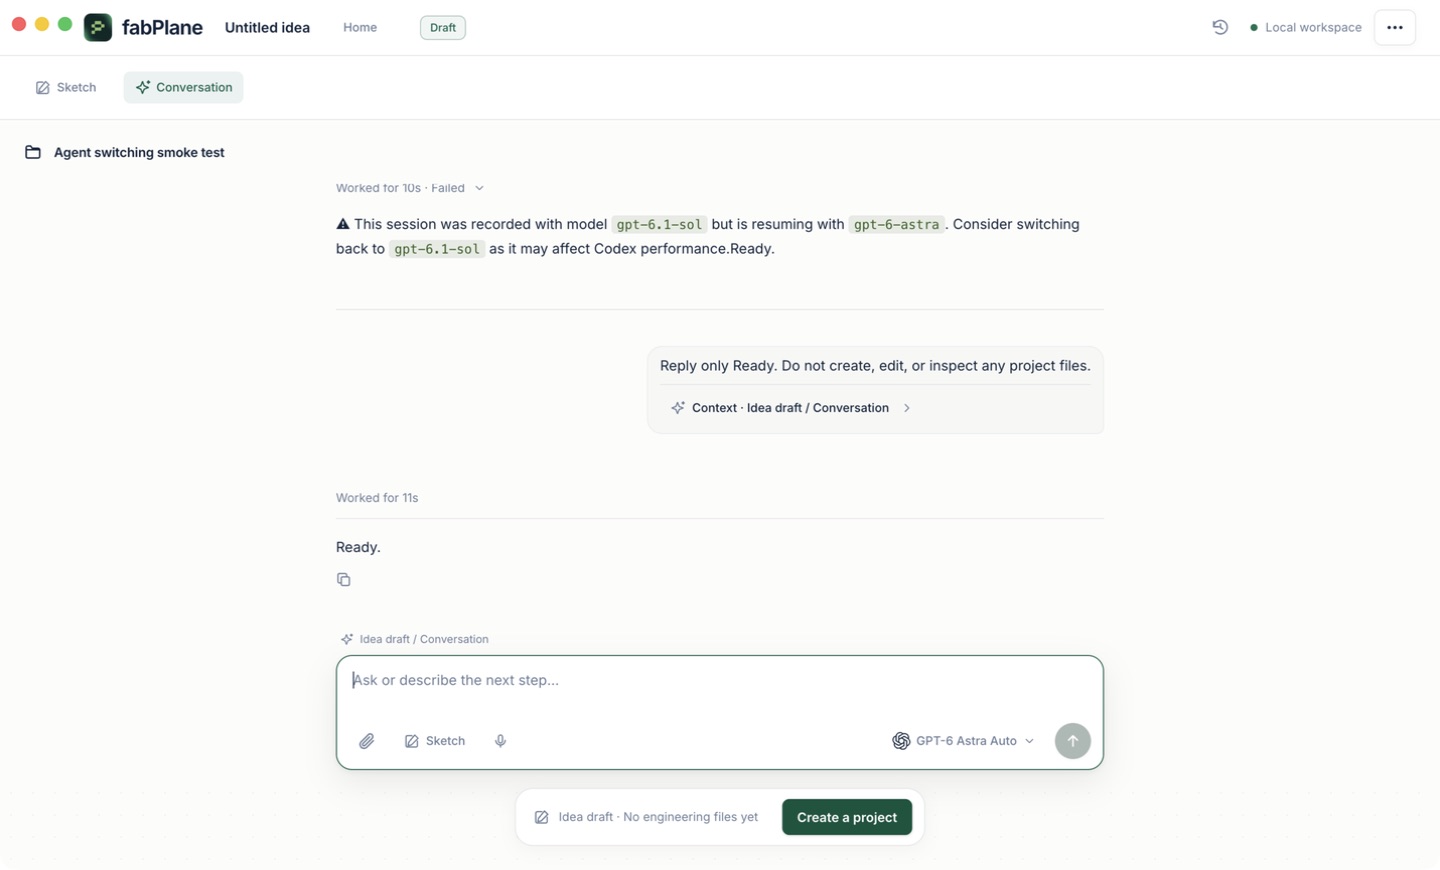 fabPlane Untitled idea Home Draft Local workspace
Sketch Conversation
Agent switching smoke test
Worked for 10s · Failed
⚠ This session was recorded with model gpt-6.1-sol but is resuming with gpt-6-astra. Consider switching
back to gpt-6.1-sol as it may affect Codex performance.Ready.
Reply only Ready. Do not create, edit, or inspect any project files.
Context · Idea draft / Conversation
Worked for 11s
Ready.
Idea draft / Conversation
Ask or describe the next step...
Sketch GPT-6 Astra Auto
Idea draft · No engineering files yet Create a project